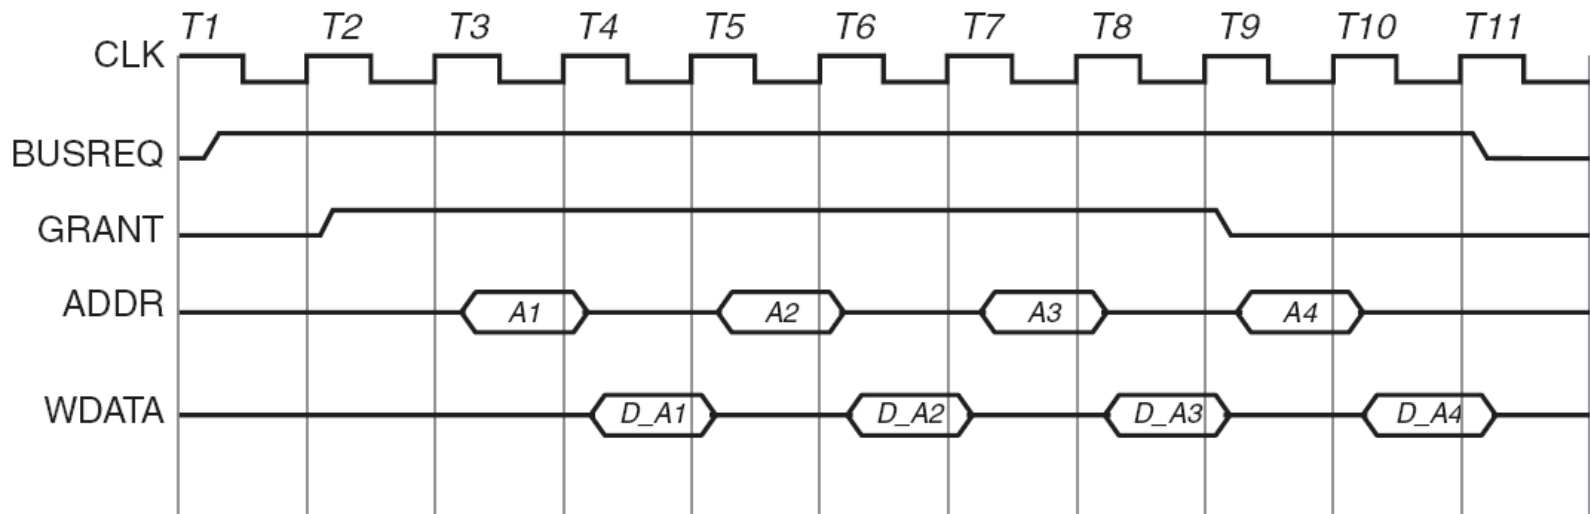 T1 T2 T3 T4 T5 T6 T7 T8 T9 T10 T11
CLK
BUSREQ
GRANT
ADDR A1 A2 A3 A4
WDATA D_A1 D_A2 D_A3 D_A4